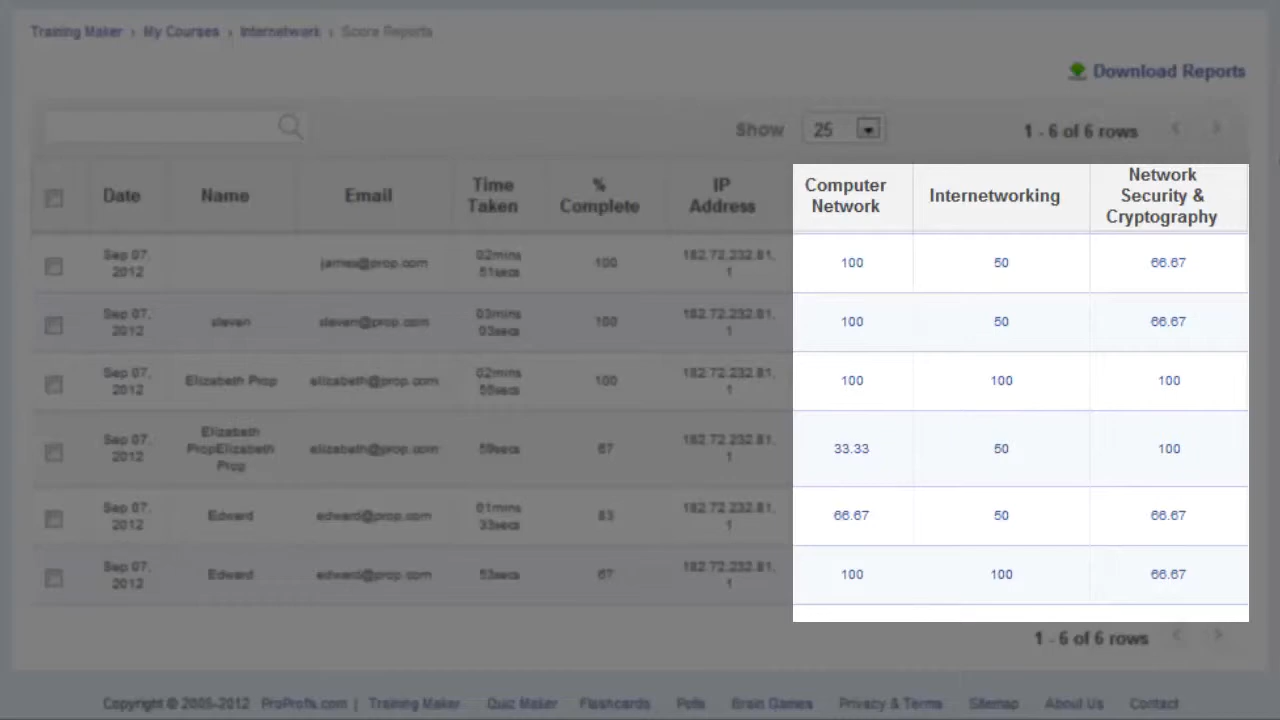 Training Maker › My Courses › Internetwork › Score Reports
Download Reports
Show 25 1 - 6 of 6 rows
Date Name Email Time Taken % Complete IP Address Computer Network Internetworking Network Security & Cryptography
Sep 07, 2012 james@prop.com 02mins 51secs 100 182.72.232.81, 1 100 50 66.67
Sep 07, 2012 steven steven@prop.com 03mins 03secs 100 182.72.232.81, 1 100 50 66.67
Sep 07, 2012 Elizabeth Prop elizabeth@prop.com 02mins 100 182.72.232.81, 1 100 100 100
Sep 07, 2012 Elizabeth PropElizabeth Prop elizabeth@prop.com 59secs 67 182.72.232.81, 1 33.33 50 100
Sep 07, 2012 Edward edward@prop.com 01mins 33secs 83 182.72.232.81, 1 66.67 50 66.67
Sep 07, 2012 Edward edward@prop.com 53secs 67 182.72.232.81, 1 100 100 66.67
1 - 6 of 6 rows
Copyright © 2005-2012 ProProfs.com | Training Maker Quiz Maker Flashcards Polls Brain Games Privacy & Terms Sitemap About Us Contact